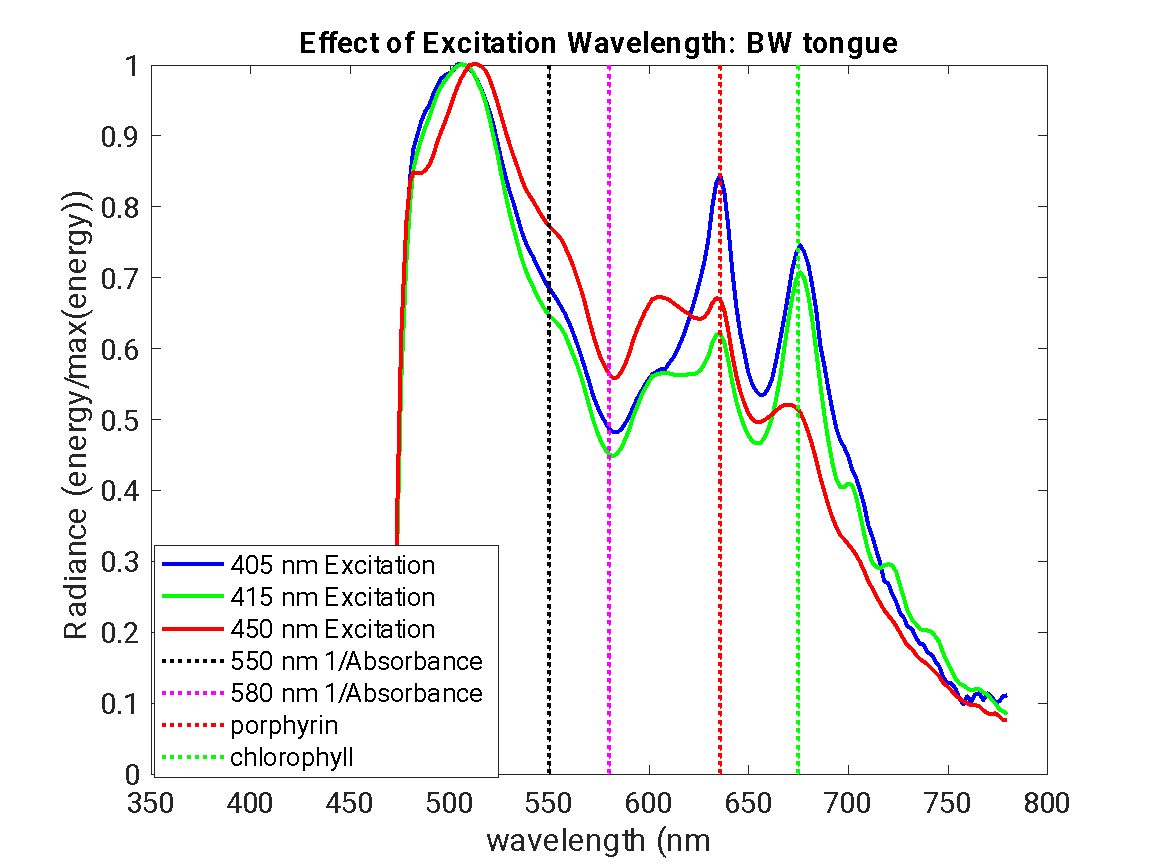 Effect of Excitation Wavelength: BW tongue
Radiance (energy/max(energy))
1
0.9
0.8
0.7
0.6
0.5
0.4
0.3
0.2
0.1
0
405 nm Excitation
415 nm Excitation
450 nm Excitation
550 nm 1/Absorbance
580 nm 1/Absorbance
porphyrin
chlorophyll
350 400 450 500 550 600 650 700 750 800
wavelength (nm